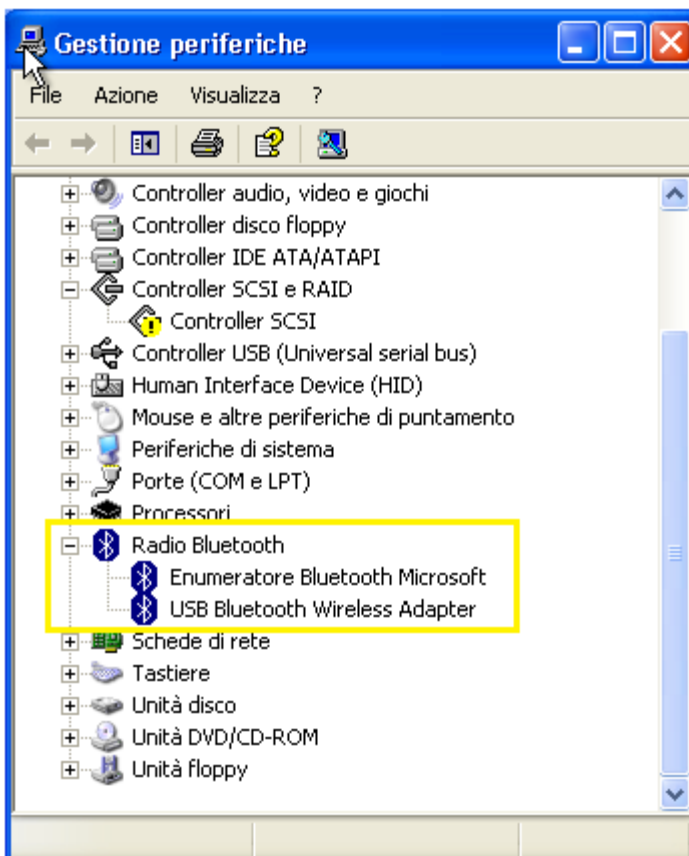 Gestione periferiche
File Azione Visualizza ?
Controller audio, video e giochi
Controller disco floppy
Controller IDE ATA/ATAPI
Controller SCSI e RAID
Controller SCSI
Controller USB (Universal serial bus)
Human Interface Device (HID)
Mouse e altre periferiche di puntamento
Periferiche di sistema
Porte (COM e LPT)
Processori
Radio Bluetooth
Enumeratore Bluetooth Microsoft
USB Bluetooth Wireless Adapter
Schede di rete
Tastiere
Unità disco
Unità DVD/CD-ROM
Unità floppy